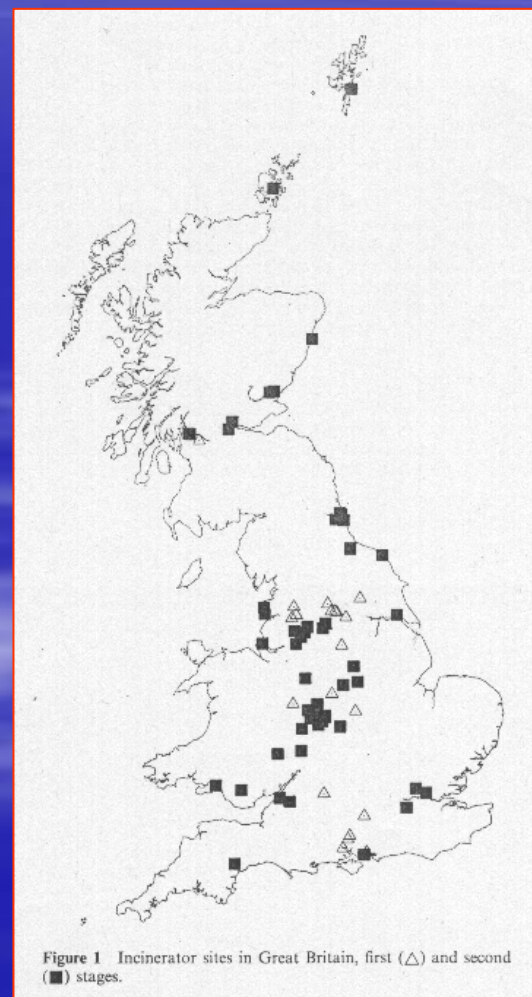 Figure 1 Incinerator sites in Great Britain, first (△) and second
(■) stages.